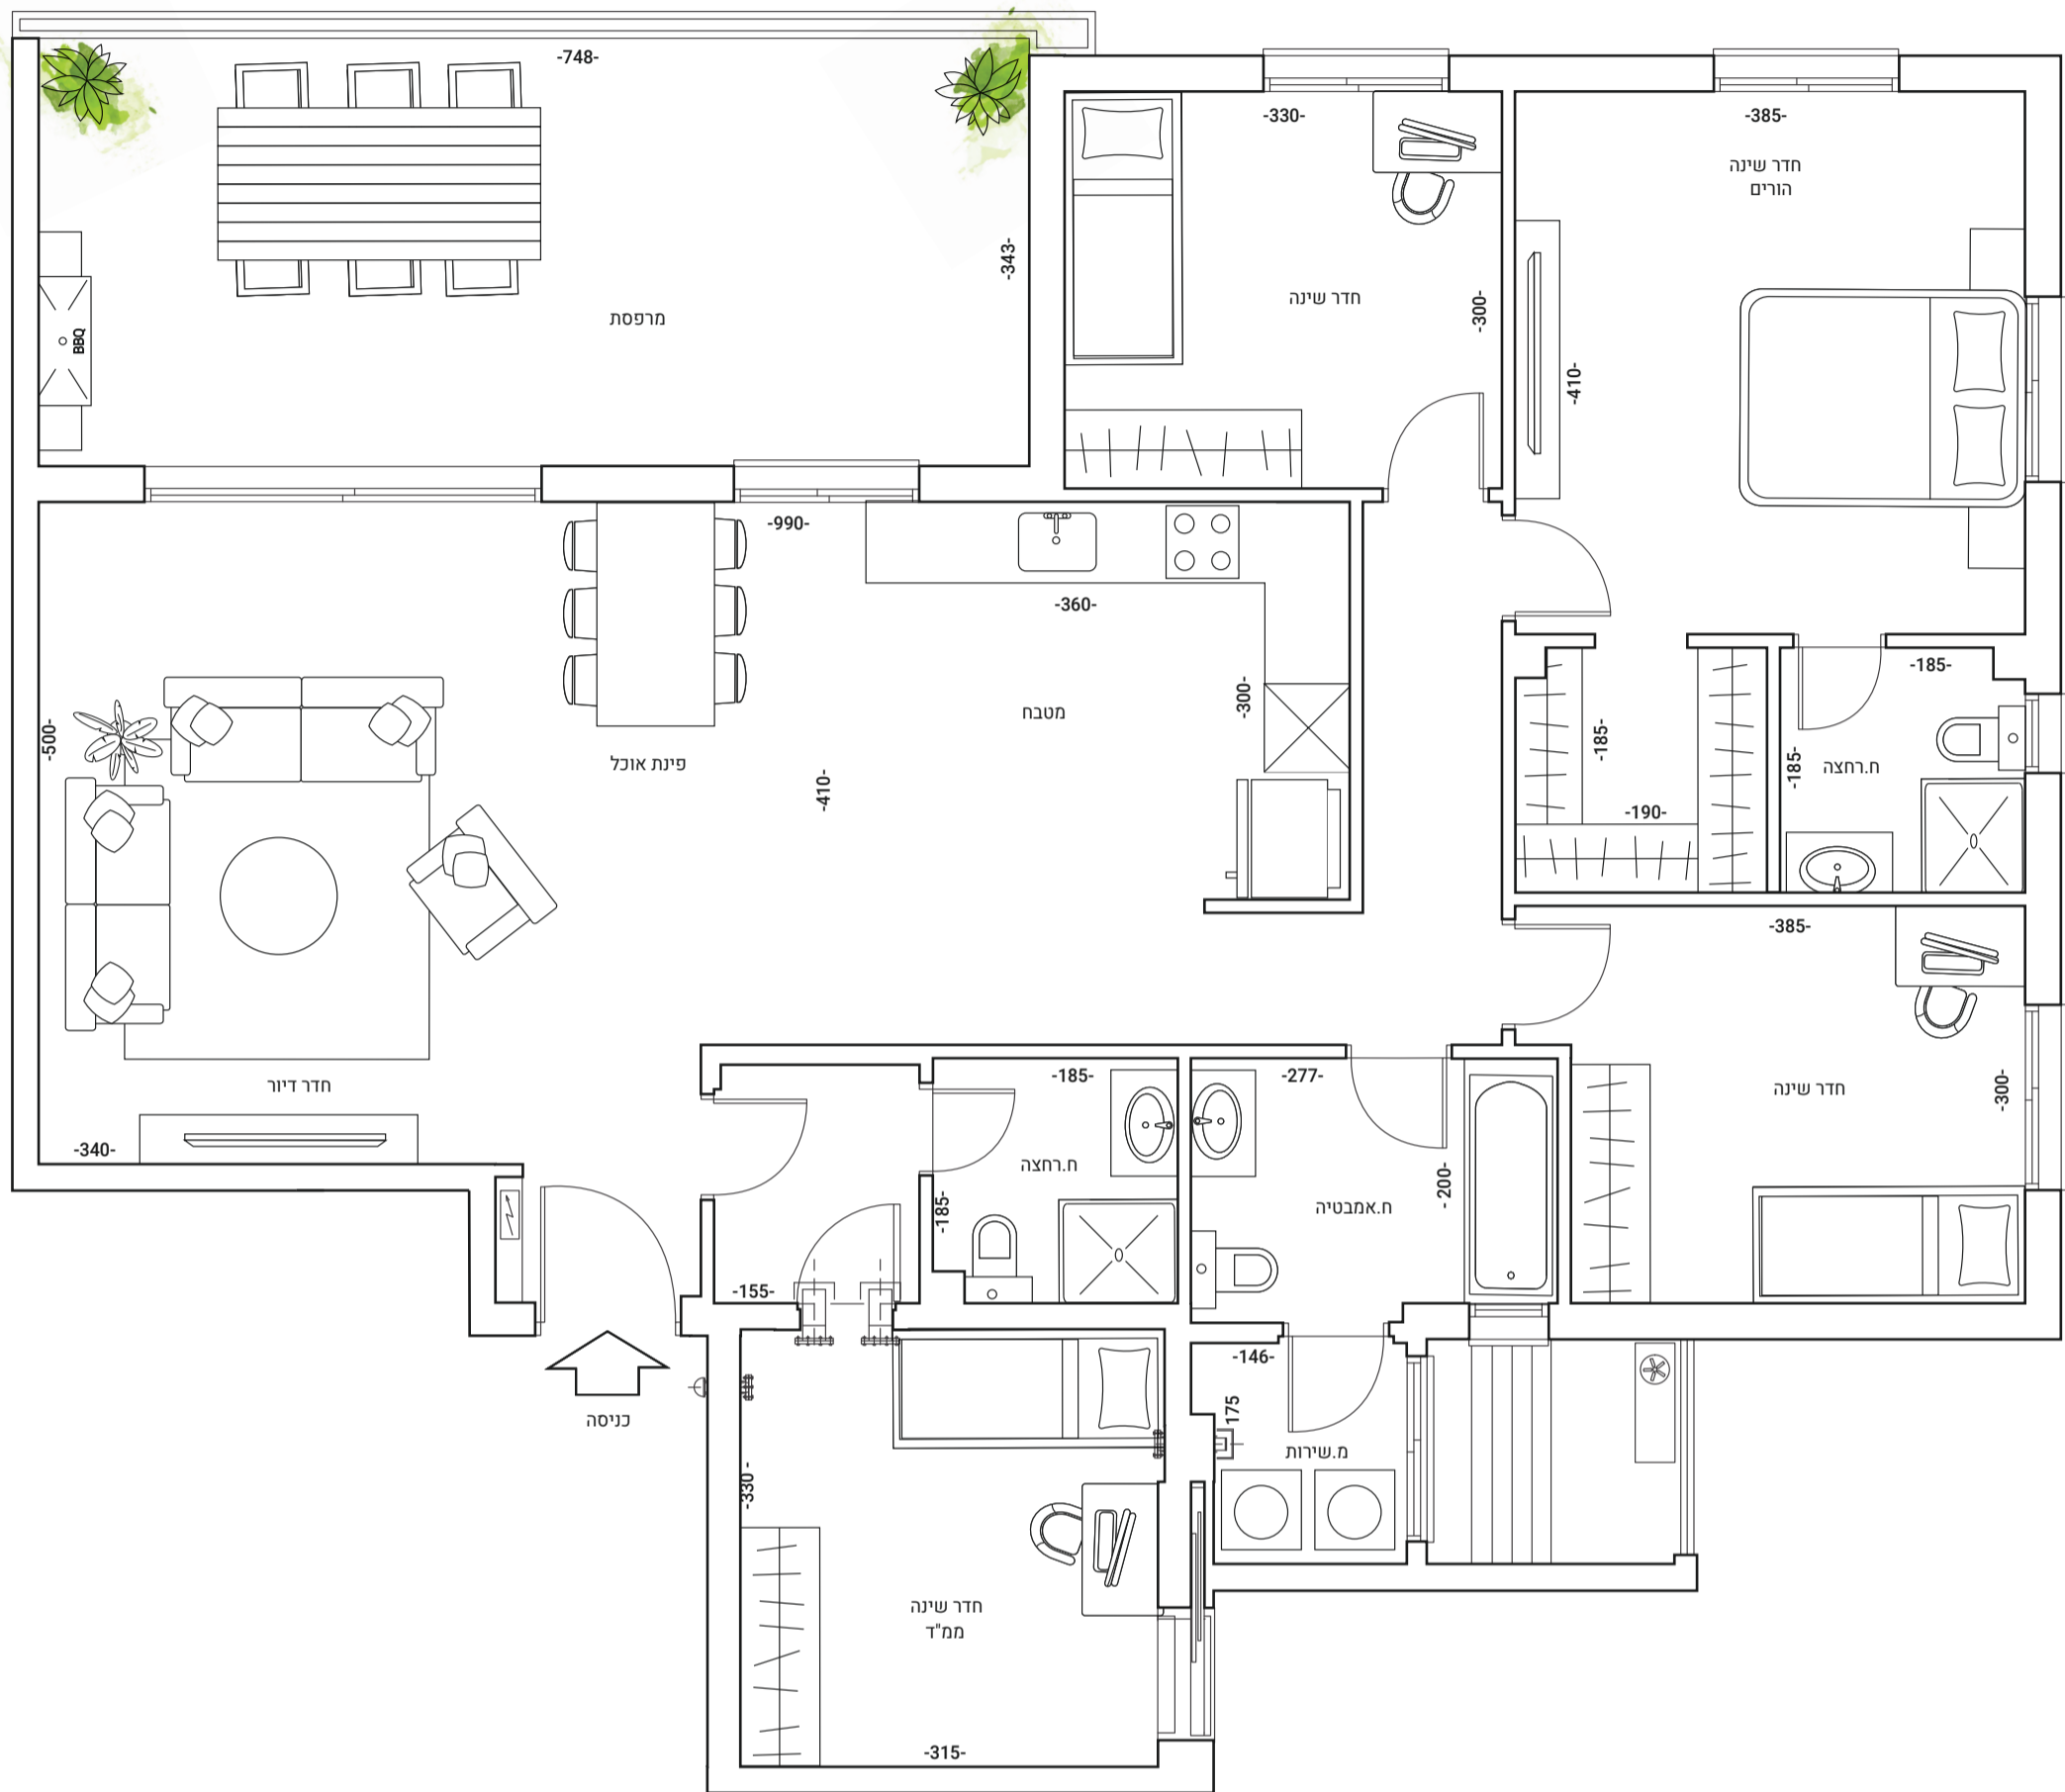 -748-
-330-
-385-
חדר שינה
הורים
-343-
חדר שינה
-300-
מרפסת
BBQ
-410-
-990-
-360-
-185-
-500-
-300-
מטבח
-185-
-185-
ח.רחצה
פינת אוכל
-410-
-190-
-385-
חדר דיור
-185-
-277-
חדר שינה
-300-
-340-
ח.רחצה
-185-
-200-
ח.אמבטיה
-155-
-146-
כניסה
175
מ.שירות
-330-
חדר שינה
ממ"ד
-315-